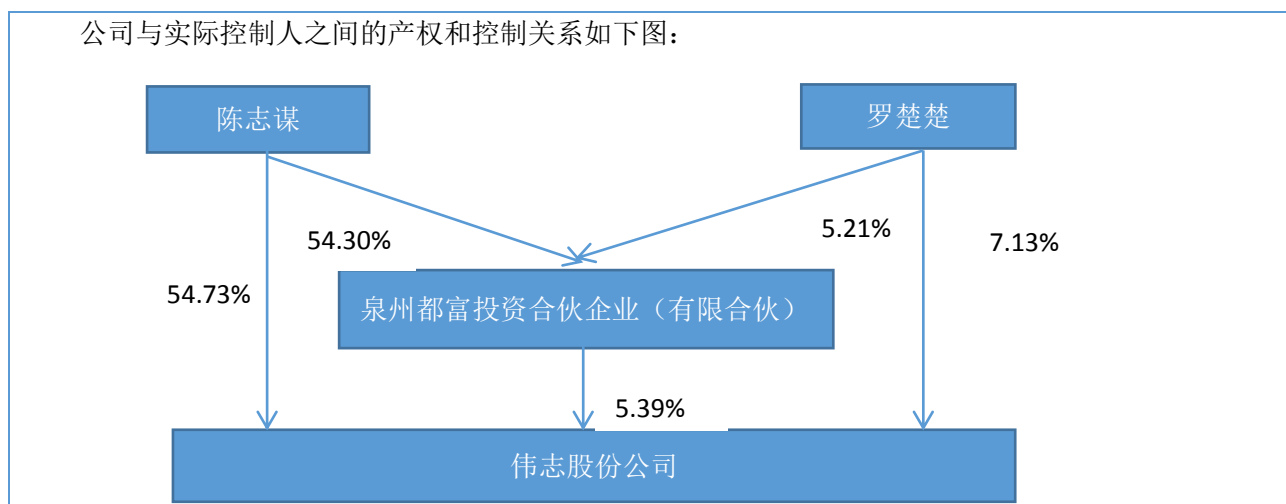 公司与实际控制人之间的产权和控制关系如下图：
陈志谋
罗楚楚
54.30%
5.21%
7.13%
54.73%
泉州都富投资合伙企业（有限合伙）
5.39%
伟志股份公司